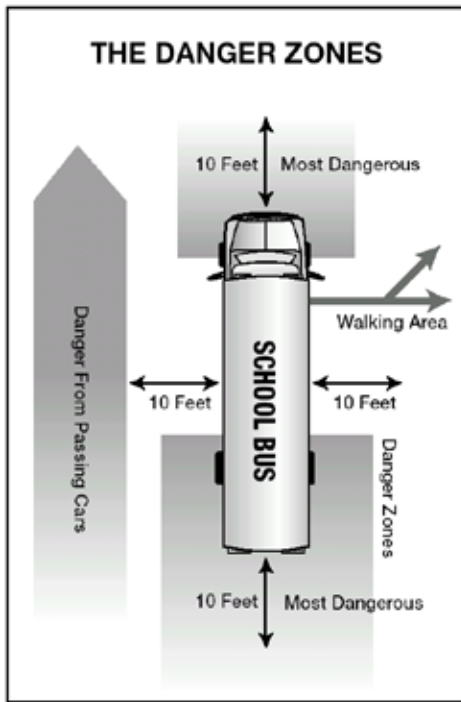 THE DANGER ZONES
10 Feet
Most Dangerous
Walking Area
Danger From Passing Cars
SCHOOL BUS
10 Feet
10 Feet
Danger Zones
10 Feet
Most Dangerous